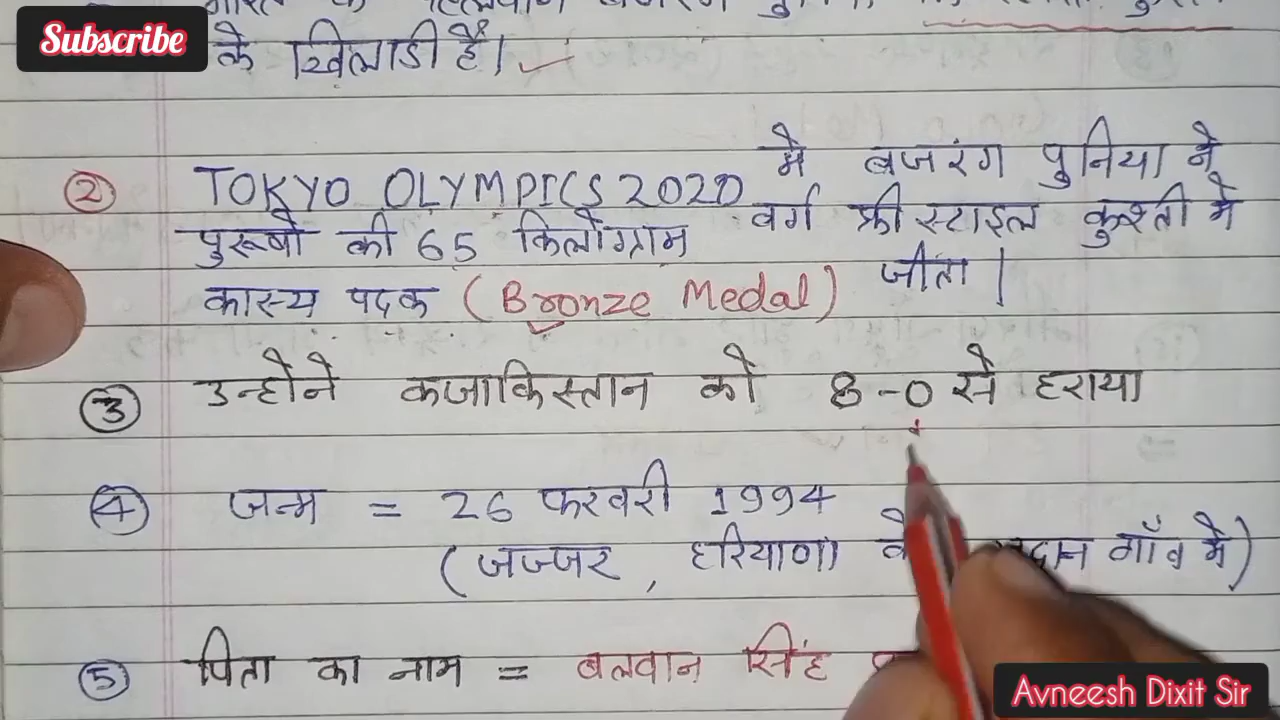 Subscribe
के खिलाडी हैं।
② TOKYO OLYMPICS 2020 मे बजरंग पुनिया ने
पुरूषो की 65 किलोग्राम वर्ग फ्री स्टाइल कुश्ती मे
कास्य पदक (Bronze Medal) जीता।
③ उन्होने कजाकिस्तान को 8-0 से हराया
④ जन्म = 26 फरवरी 1994
(जज्जर, हरियाणा गाँव मे)
⑤ पिता का नाम = बलवान सिंह
Avneesh Dixit Sir